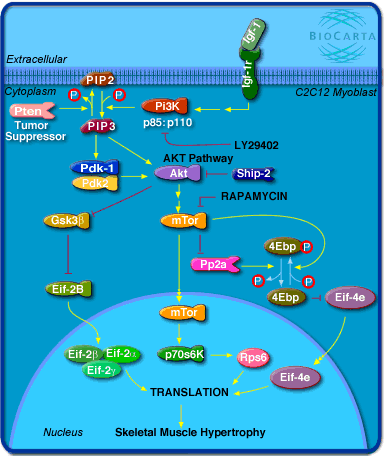 Igf-1
BIOCARTA
Extracellular
Igf-1r
PIP2
Cytoplasm
C2C12 Myoblast
P
P
Pten
Pi3K
Tumor
Suppressor
p85:p110
PIP3
LY29402
AKT Pathway
Pdk-1
Pdk2
Akt
Ship-2
RAPAMYCIN
Gsk3β
mTor
4Ebp
P
Pp2a
P
P
Eif-2B
4Ebp
Eif-4e
mTor
Eif-2β
Eif-2α
Eif-2γ
p70s6K
Rps6
Eif-4e
TRANSLATION
Nucleus
Skeletal Muscle Hypertrophy